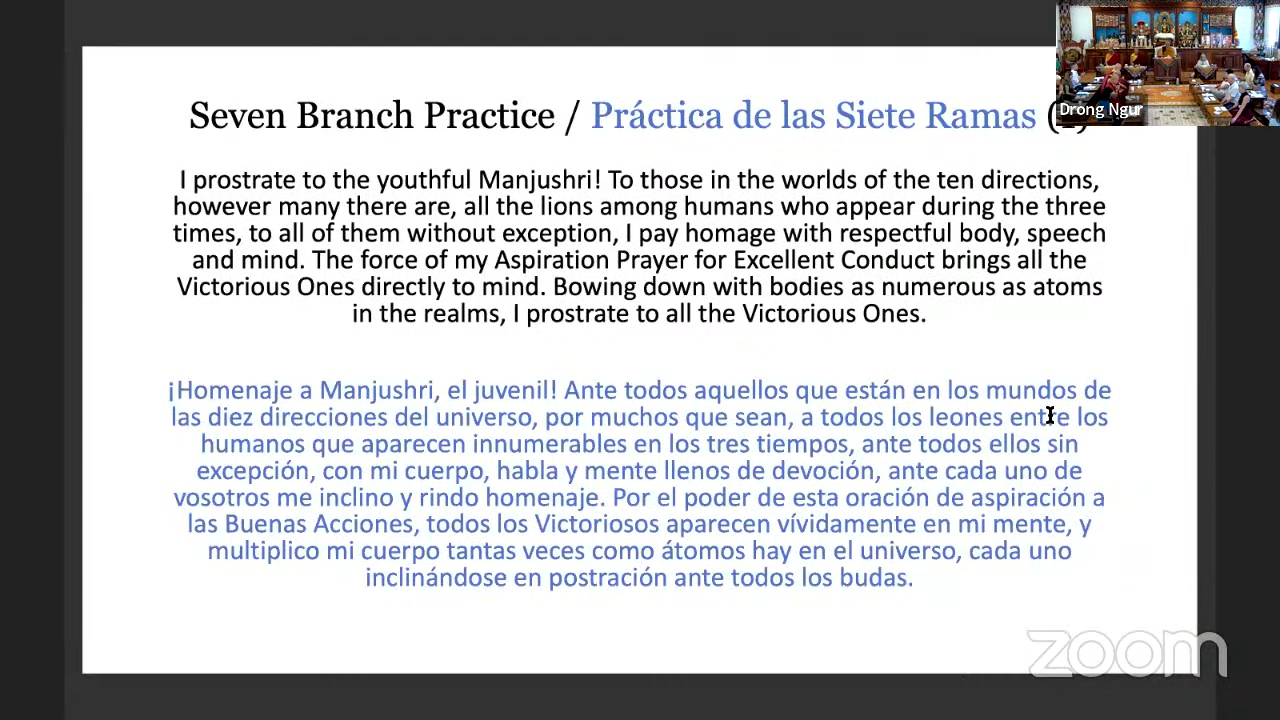 Drong Ngur
Seven Branch Practice / Práctica de las Siete Ramas
I prostrate to the youthful Manjushri! To those in the worlds of the ten directions,
however many there are, all the lions among humans who appear during the three
times, to all of them without exception, I pay homage with respectful body, speech
and mind. The force of my Aspiration Prayer for Excellent Conduct brings all the
Victorious Ones directly to mind. Bowing down with bodies as numerous as atoms
in the realms, I prostrate to all the Victorious Ones.
¡Homenaje a Manjushri, el juvenil! Ante todos aquellos que están en los mundos de
las diez direcciones del universo, por muchos que sean, a todos los leones entre los
humanos que aparecen innumerables en los tres tiempos, ante todos ellos sin
excepción, con mi cuerpo, habla y mente llenos de devoción, ante cada uno de
vosotros me inclino y rindo homenaje. Por el poder de esta oración de aspiración a
las Buenas Acciones, todos los Victoriosos aparecen vívidamente en mi mente, y
multiplico mi cuerpo tantas veces como átomos hay en el universo, cada uno
inclinándose en postración ante todos los budas.
zoom